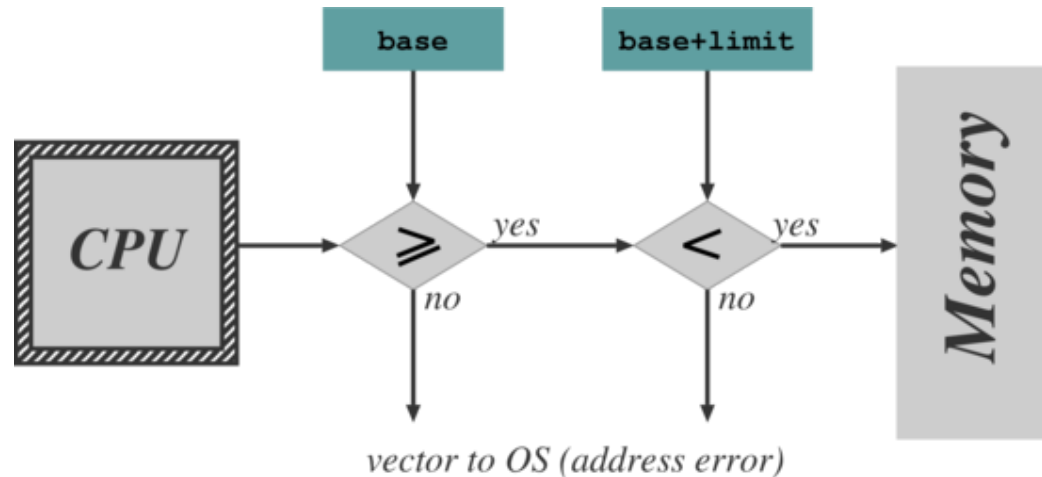 base
base+limit
CPU
≥
yes
<
yes
Memory
no
no
vector to OS (address error)